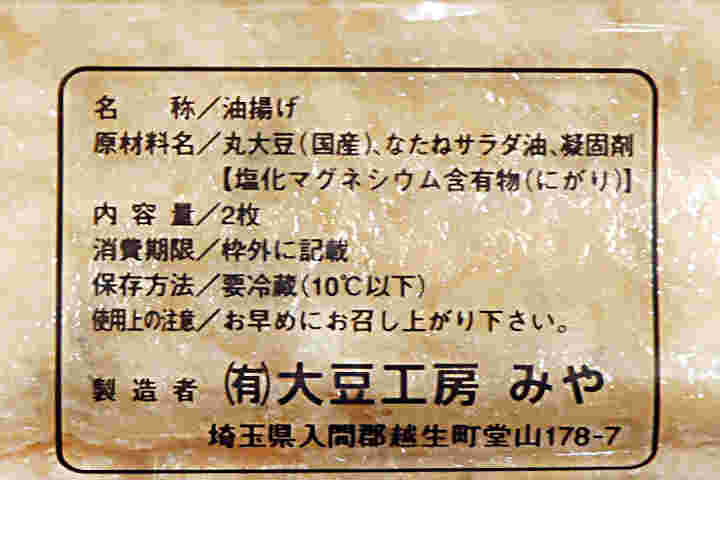 名　　称／油揚げ
原材料名／丸大豆(国産)、なたねサラダ油、凝固剤
【塩化マグネシウム含有物(にがり)】
内 容 量／2枚
消費期限／枠外に記載
保存方法／要冷蔵(10℃以下)
使用上の注意／お早めにお召し上がり下さい。
製 造 者 ㈲大豆工房 みや
埼玉県入間郡越生町堂山178-7